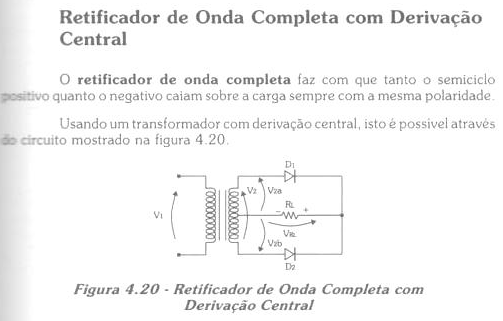 Retificador de Onda Completa com Derivação
Central
O retificador de onda completa faz com que tanto o semiciclo
positivo quanto o negativo caiam sobre a carga sempre com a mesma polaridade.
Usando um transformador com derivação central, isto é possivel através
do circuito mostrado na figura 4.20.
D1
V2 V2a
RL
- +
V1
VRL
V2b
D2
Figura 4.20 - Retificador de Onda Completa com
Derivação Central